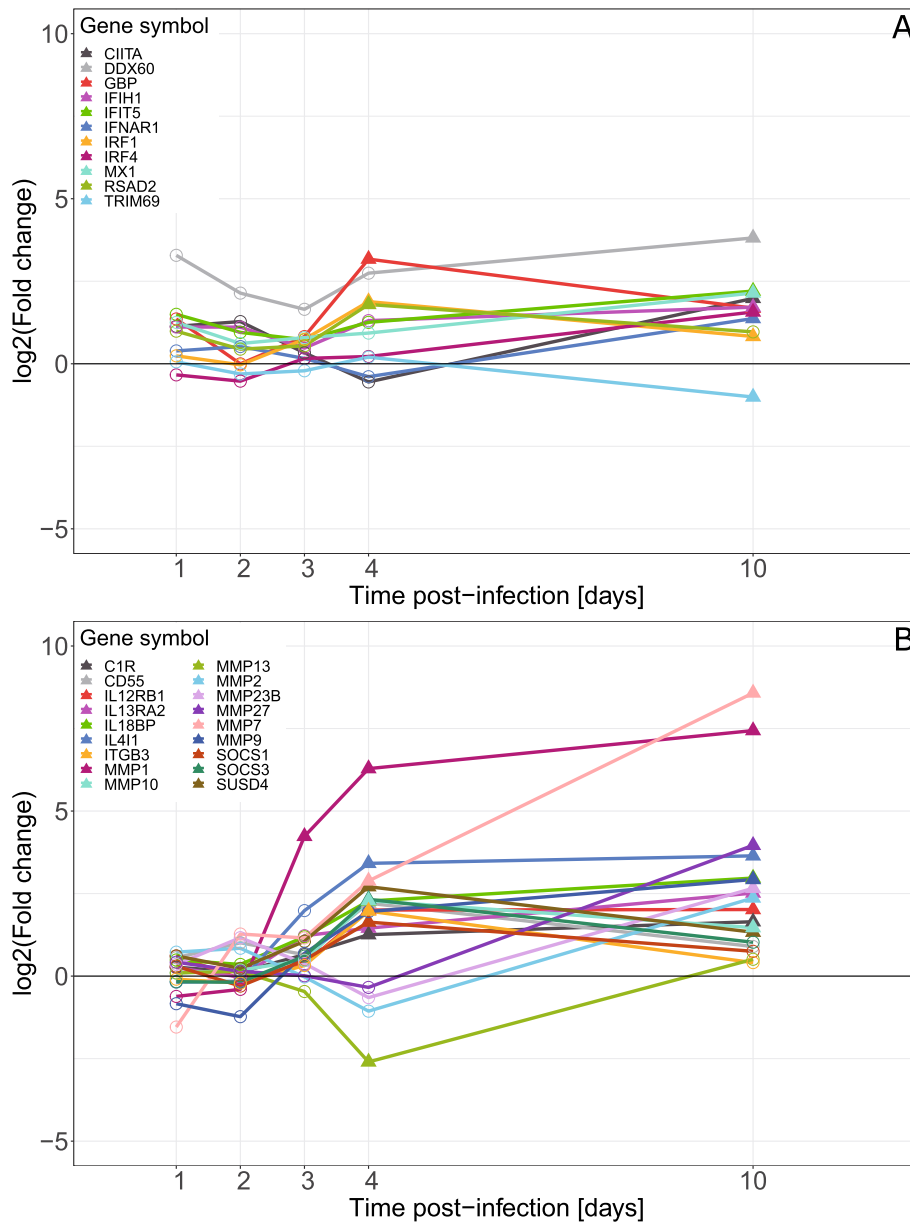 A
Gene symbol
CIITA
DDX60
GBP
IFIH1
IFIT5
IFNAR1
IRF1
IRF4
MX1
RSAD2
TRIM69
10
5
0
−5
log2(Fold change)
1 2 3 4 10
Time post−infection [days]
B
Gene symbol
C1R MMP13
CD55 MMP2
IL12RB1 MMP23B
IL13RA2 MMP27
IL18BP MMP7
IL4I1 MMP9
ITGB3 SOCS1
MMP1 SOCS3
MMP10 SUSD4
10
5
0
−5
log2(Fold change)
1 2 3 4 10
Time post−infection [days]